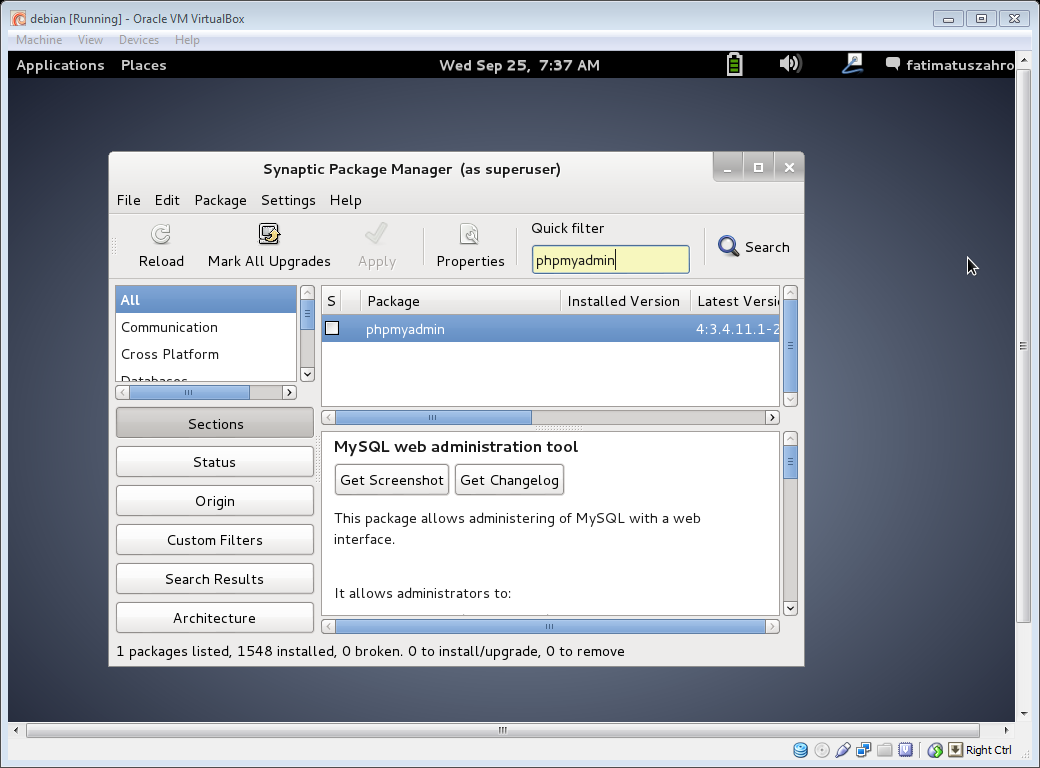 debian [Running] - Oracle VM VirtualBox
Machine View Devices Help
Applications Places Wed Sep 25, 7:37 AM fatimatuszahro
Synaptic Package Manager (as superuser)
File Edit Package Settings Help
Quick filter
Reload Mark All Upgrades Apply Properties phpmyadmin Search
All
Communication
Cross Platform
Databases
S Package Installed Version Latest Versi
phpmyadmin 4:3.4.11.1-2
Sections
Status
Origin
Custom Filters
Search Results
Architecture
MySQL web administration tool
Get Screenshot Get Changelog
This package allows administering of MySQL with a web
interface.
It allows administrators to:
1 packages listed, 1548 installed, 0 broken. 0 to install/upgrade, 0 to remove
Right Ctrl